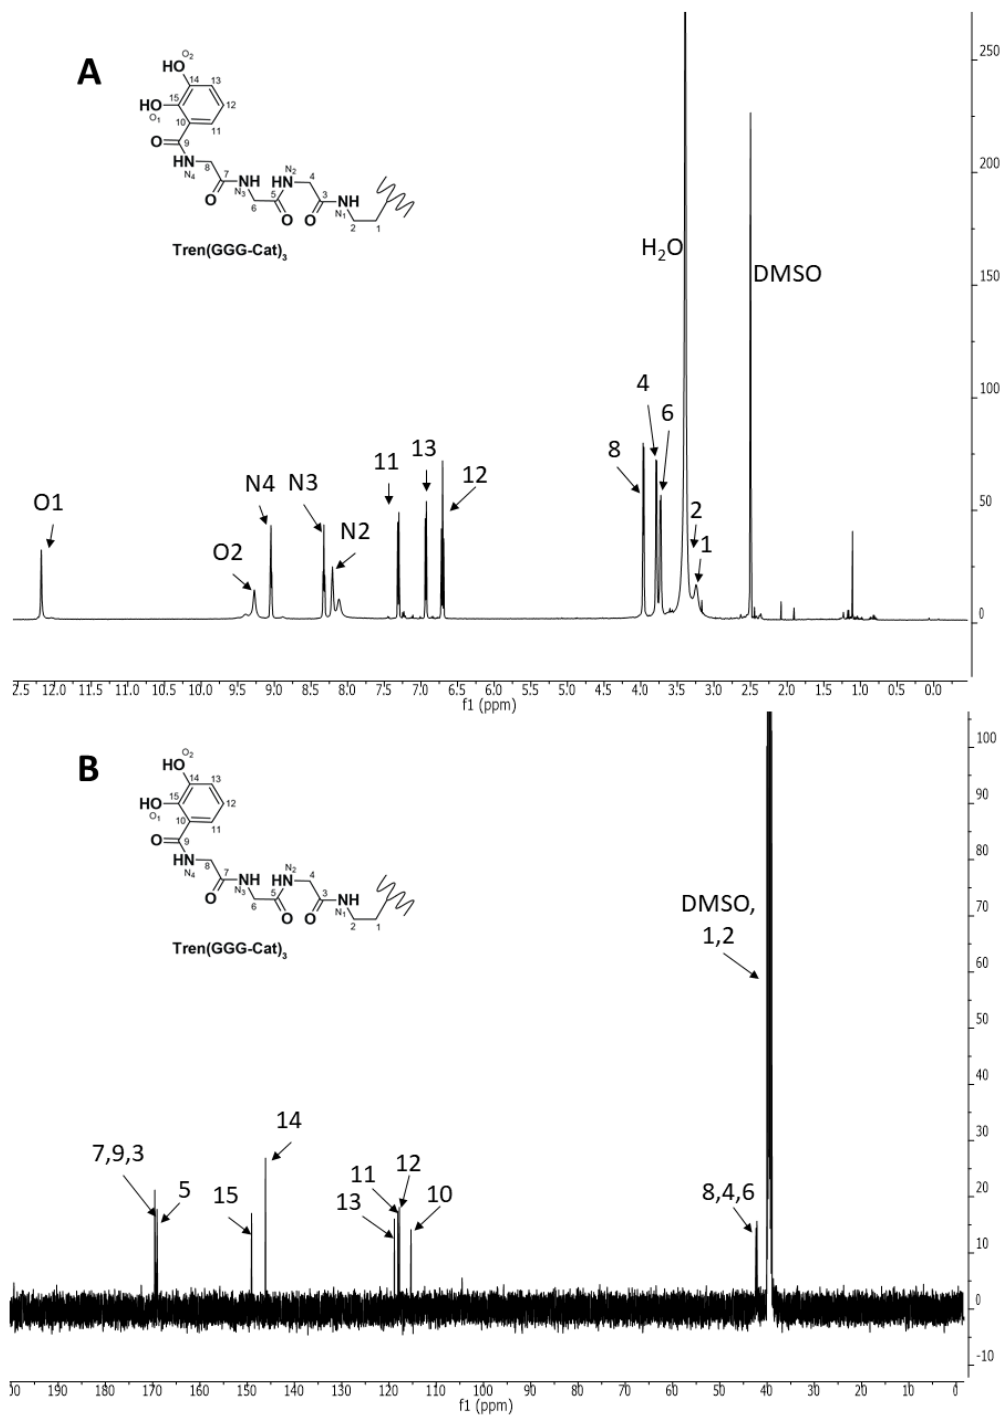 A
O₂
HO
14
13
15
HO
12
O₁
10
11
O
9
HN
8
N₄
7
NH
N₃
O
6
HN
N₂
5
O
4
3
O
NH
N₁
2
1
Tren(GGG-Cat)₃
H₂O
DMSO
4
6
8
2
1
11
13
12
N4
N3
N2
O1
O2
250
200
150
100
50
0
2.5 12.0 11.5 11.0 10.5 10.0 9.5 9.0 8.5 8.0 7.5 7.0 6.5 6.0 5.5 5.0 4.5 4.0 3.5 3.0 2.5 2.0 1.5 1.0 0.5 0.0
f1 (ppm)
B
O₂
HO
14
13
15
HO
12
O₁
10
11
O
9
HN
8
N₄
7
NH
N₃
O
6
HN
N₂
5
O
4
3
O
NH
N₁
2
1
Tren(GGG-Cat)₃
DMSO,
1,2
14
7,9,3
5
15
11
12
13
10
8,4,6
100
90
80
70
60
50
40
30
20
10
0
-10
00 190 180 170 160 150 140 130 120 110 100 90 80 70 60 50 40 30 20 10 0
f1 (ppm)